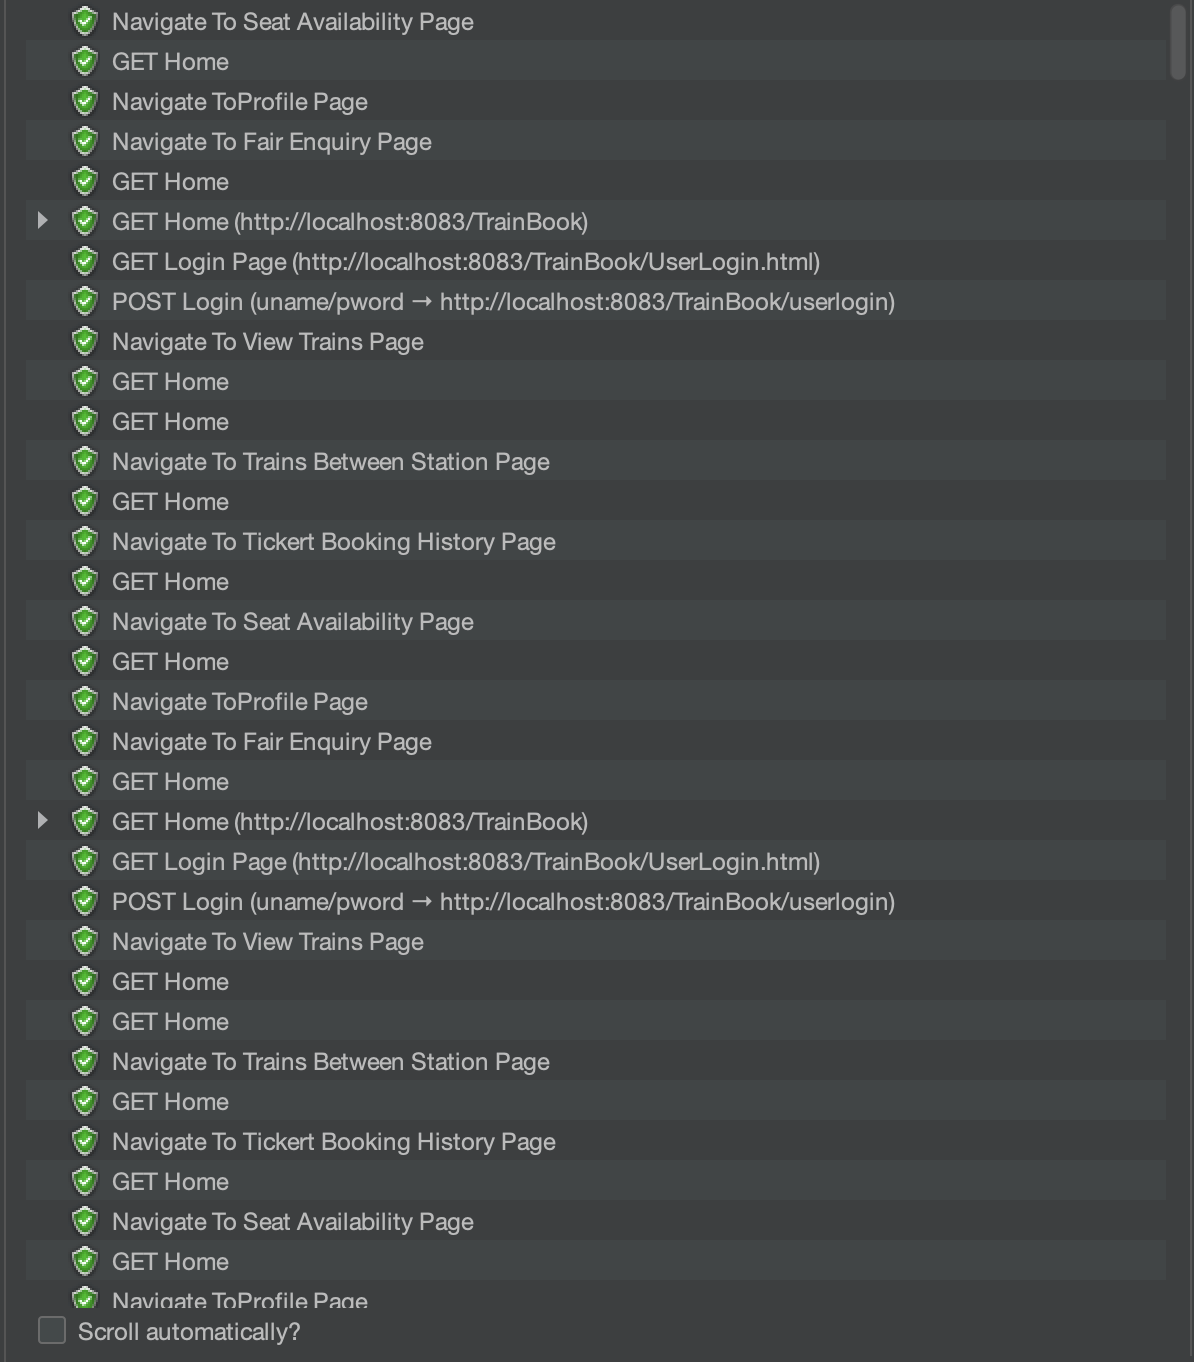 Navigate To Seat Availability Page
GET Home
Navigate ToProfile Page
Navigate To Fair Enquiry Page
GET Home
GET Home (http://localhost:8083/TrainBook)
GET Login Page (http://localhost:8083/TrainBook/UserLogin.html)
POST Login (uname/pword → http://localhost:8083/TrainBook/userlogin)
Navigate To View Trains Page
GET Home
GET Home
Navigate To Trains Between Station Page
GET Home
Navigate To Tickert Booking History Page
GET Home
Navigate To Seat Availability Page
GET Home
Navigate ToProfile Page
Navigate To Fair Enquiry Page
GET Home
GET Home (http://localhost:8083/TrainBook)
GET Login Page (http://localhost:8083/TrainBook/UserLogin.html)
POST Login (uname/pword → http://localhost:8083/TrainBook/userlogin)
Navigate To View Trains Page
GET Home
GET Home
Navigate To Trains Between Station Page
GET Home
Navigate To Tickert Booking History Page
GET Home
Navigate To Seat Availability Page
GET Home
Navigate ToProfile Page
Scroll automatically?